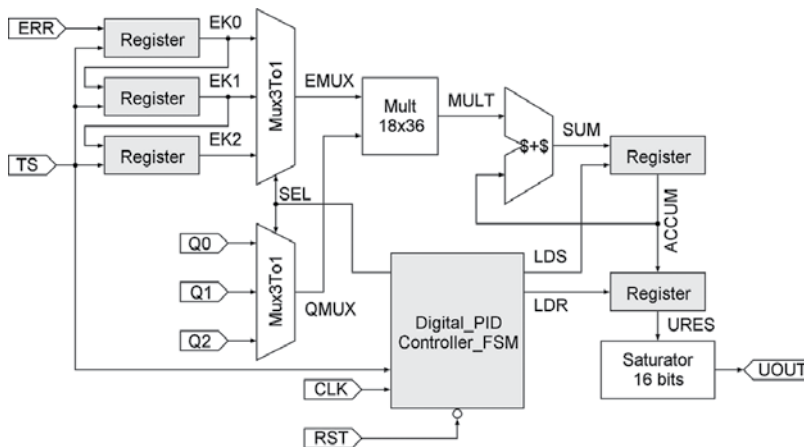 ERR
Register
EK0
EK1
Register
EK2
Register
TS
Mux3To1
EMUX
Mult
18x36
MULT
$+$
SUM
Register
ACCUM
SEL
Q0
Q1
Q2
Mux3To1
QMUX
Digital_PID
Controller_FSM
LDS
LDR
Register
URES
Saturator
16 bits
UOUT
CLK
RST